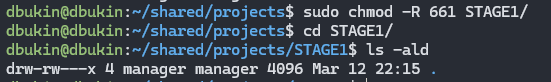 dbukin@dbukin:~/shared/projects$ sudo chmod -R 661 STAGE1/
dbukin@dbukin:~/shared/projects$ cd STAGE1/
dbukin@dbukin:~/shared/projects/STAGE1$ ls -ald
drw-rw---x 4 manager manager 4096 Mar 12 22:15 .